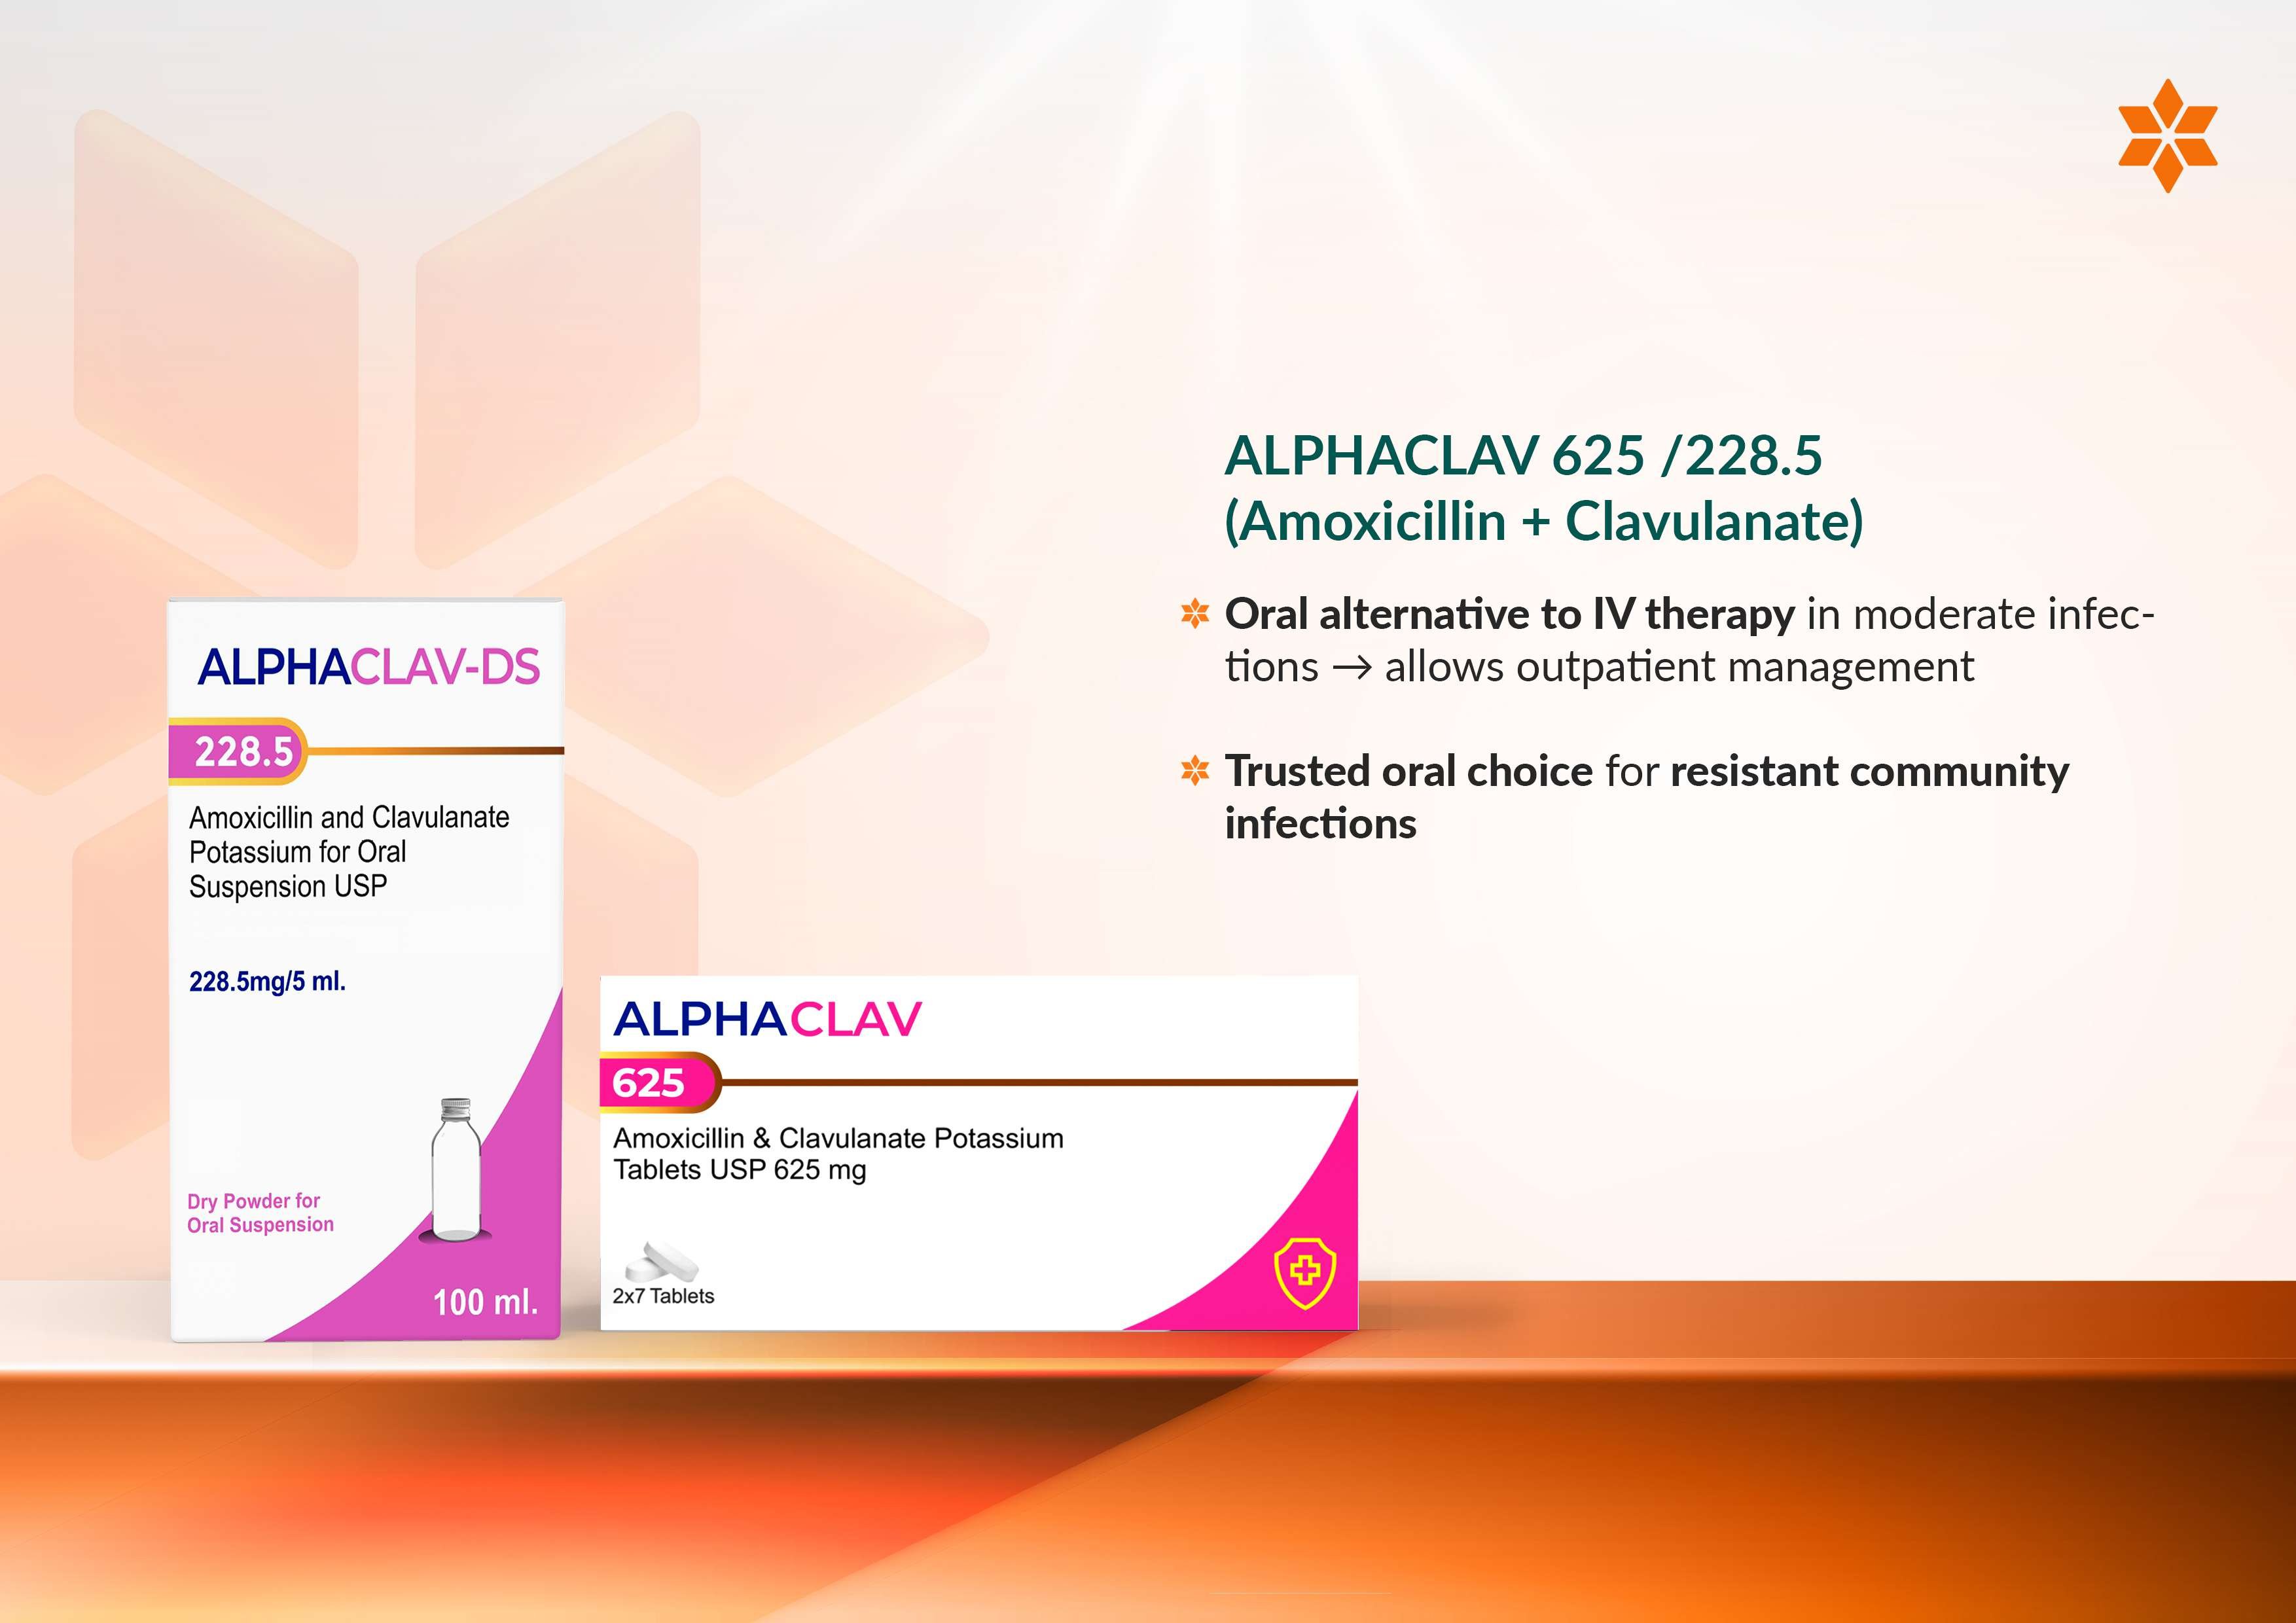 ALPHACLAV 625 /228.5
(Amoxicillin + Clavulanate)
Oral alternative to IV therapy in moderate infec-
tions → allows outpatient management
Trusted oral choice for resistant community
infections
ALPHACLAV-DS
228.5
Amoxicillin and Clavulanate
Potassium for Oral
Suspension USP
228.5mg/5 ml.
Dry Powder for
Oral Suspension
100 ml.
ALPHACLAV
625
Amoxicillin & Clavulanate Potassium
Tablets USP 625 mg
2x7 Tablets